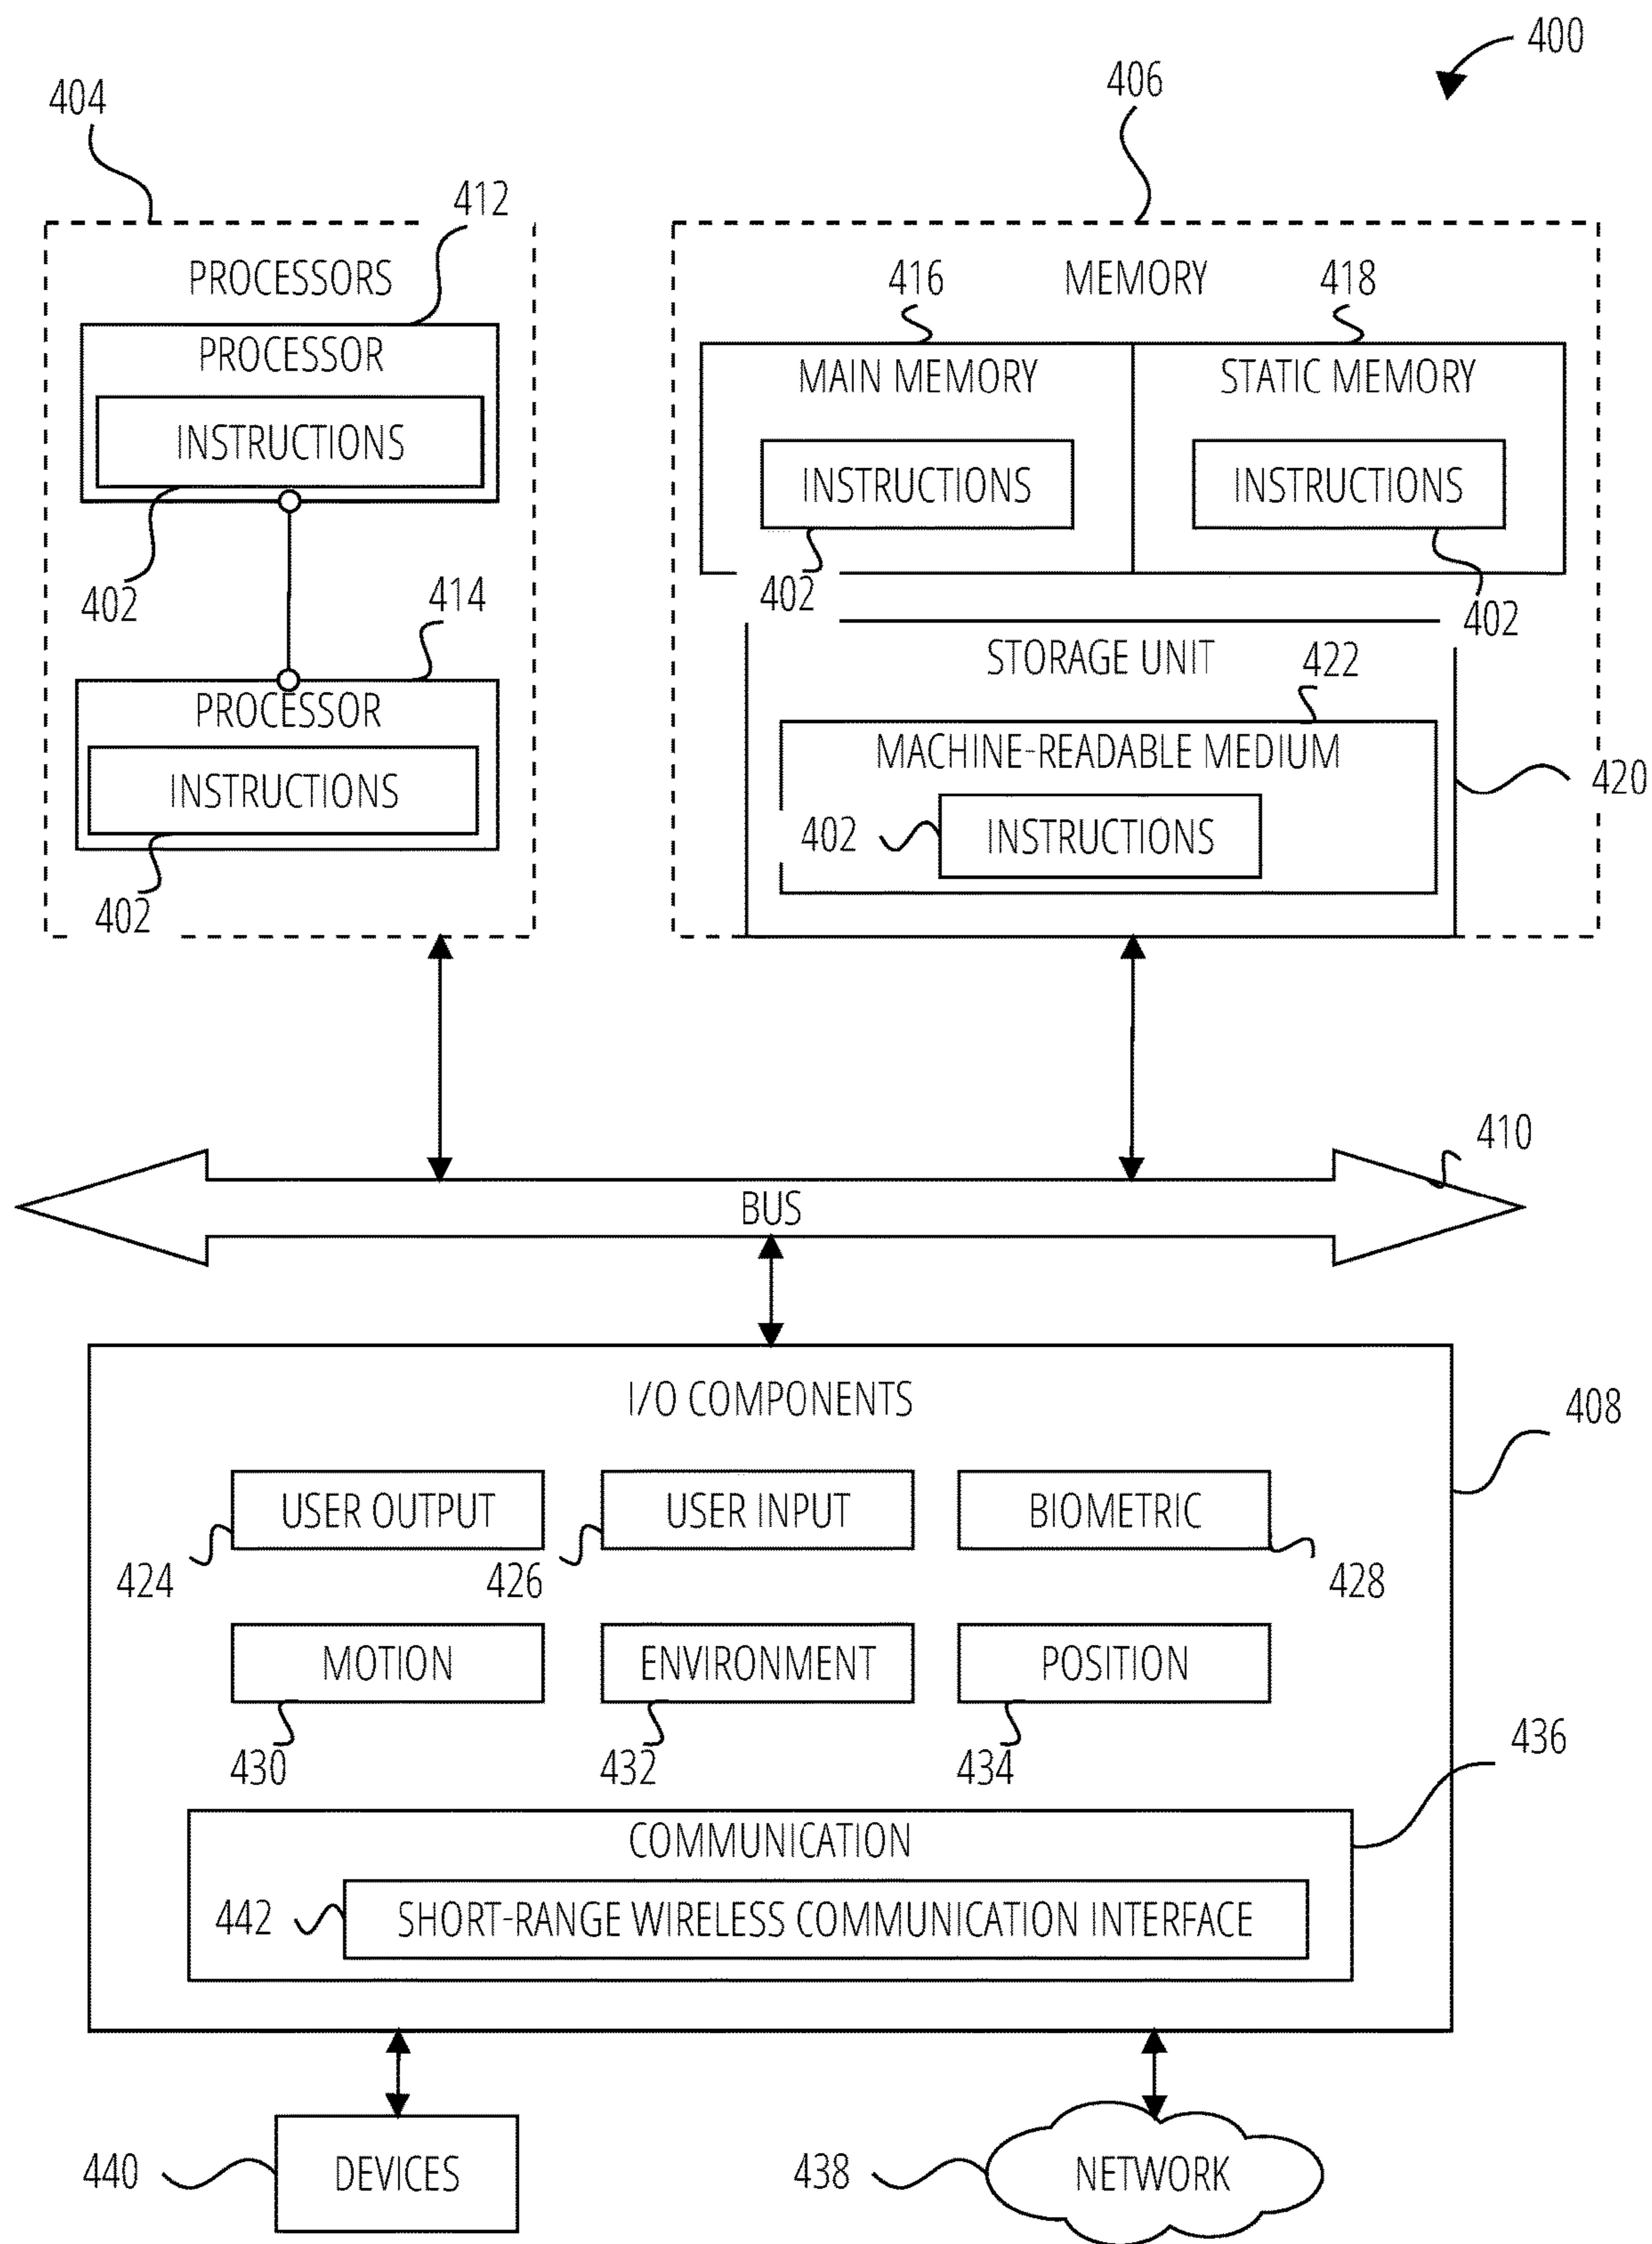 400
404
406
412
PROCESSORS
416
MEMORY
418
PROCESSOR
INSTRUCTIONS
MAIN MEMORY
STATIC MEMORY
INSTRUCTIONS
INSTRUCTIONS
402
402
402
414
STORAGE UNIT
422
PROCESSOR
INSTRUCTIONS
MACHINE-READABLE MEDIUM
420
402
INSTRUCTIONS
402
410
BUS
I/O COMPONENTS
408
USER OUTPUT
USER INPUT
BIOMETRIC
424
426
428
MOTION
ENVIRONMENT
POSITION
430
432
434
436
COMMUNICATION
442
SHORT-RANGE WIRELESS COMMUNICATION INTERFACE
440
DEVICES
438
NETWORK